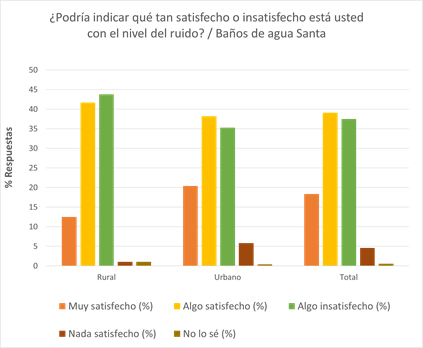 ¿Podría indicar qué tan satisfecho o insatisfecho está usted
con el nivel del ruido? / Baños de agua Santa
% Respuestas
50
45
40
35
30
25
20
15
10
5
0
Rural Urbano Total
Muy satisfecho (%) Algo satisfecho (%) Algo insatisfecho (%)
Nada satisfecho (%) No lo sé (%)